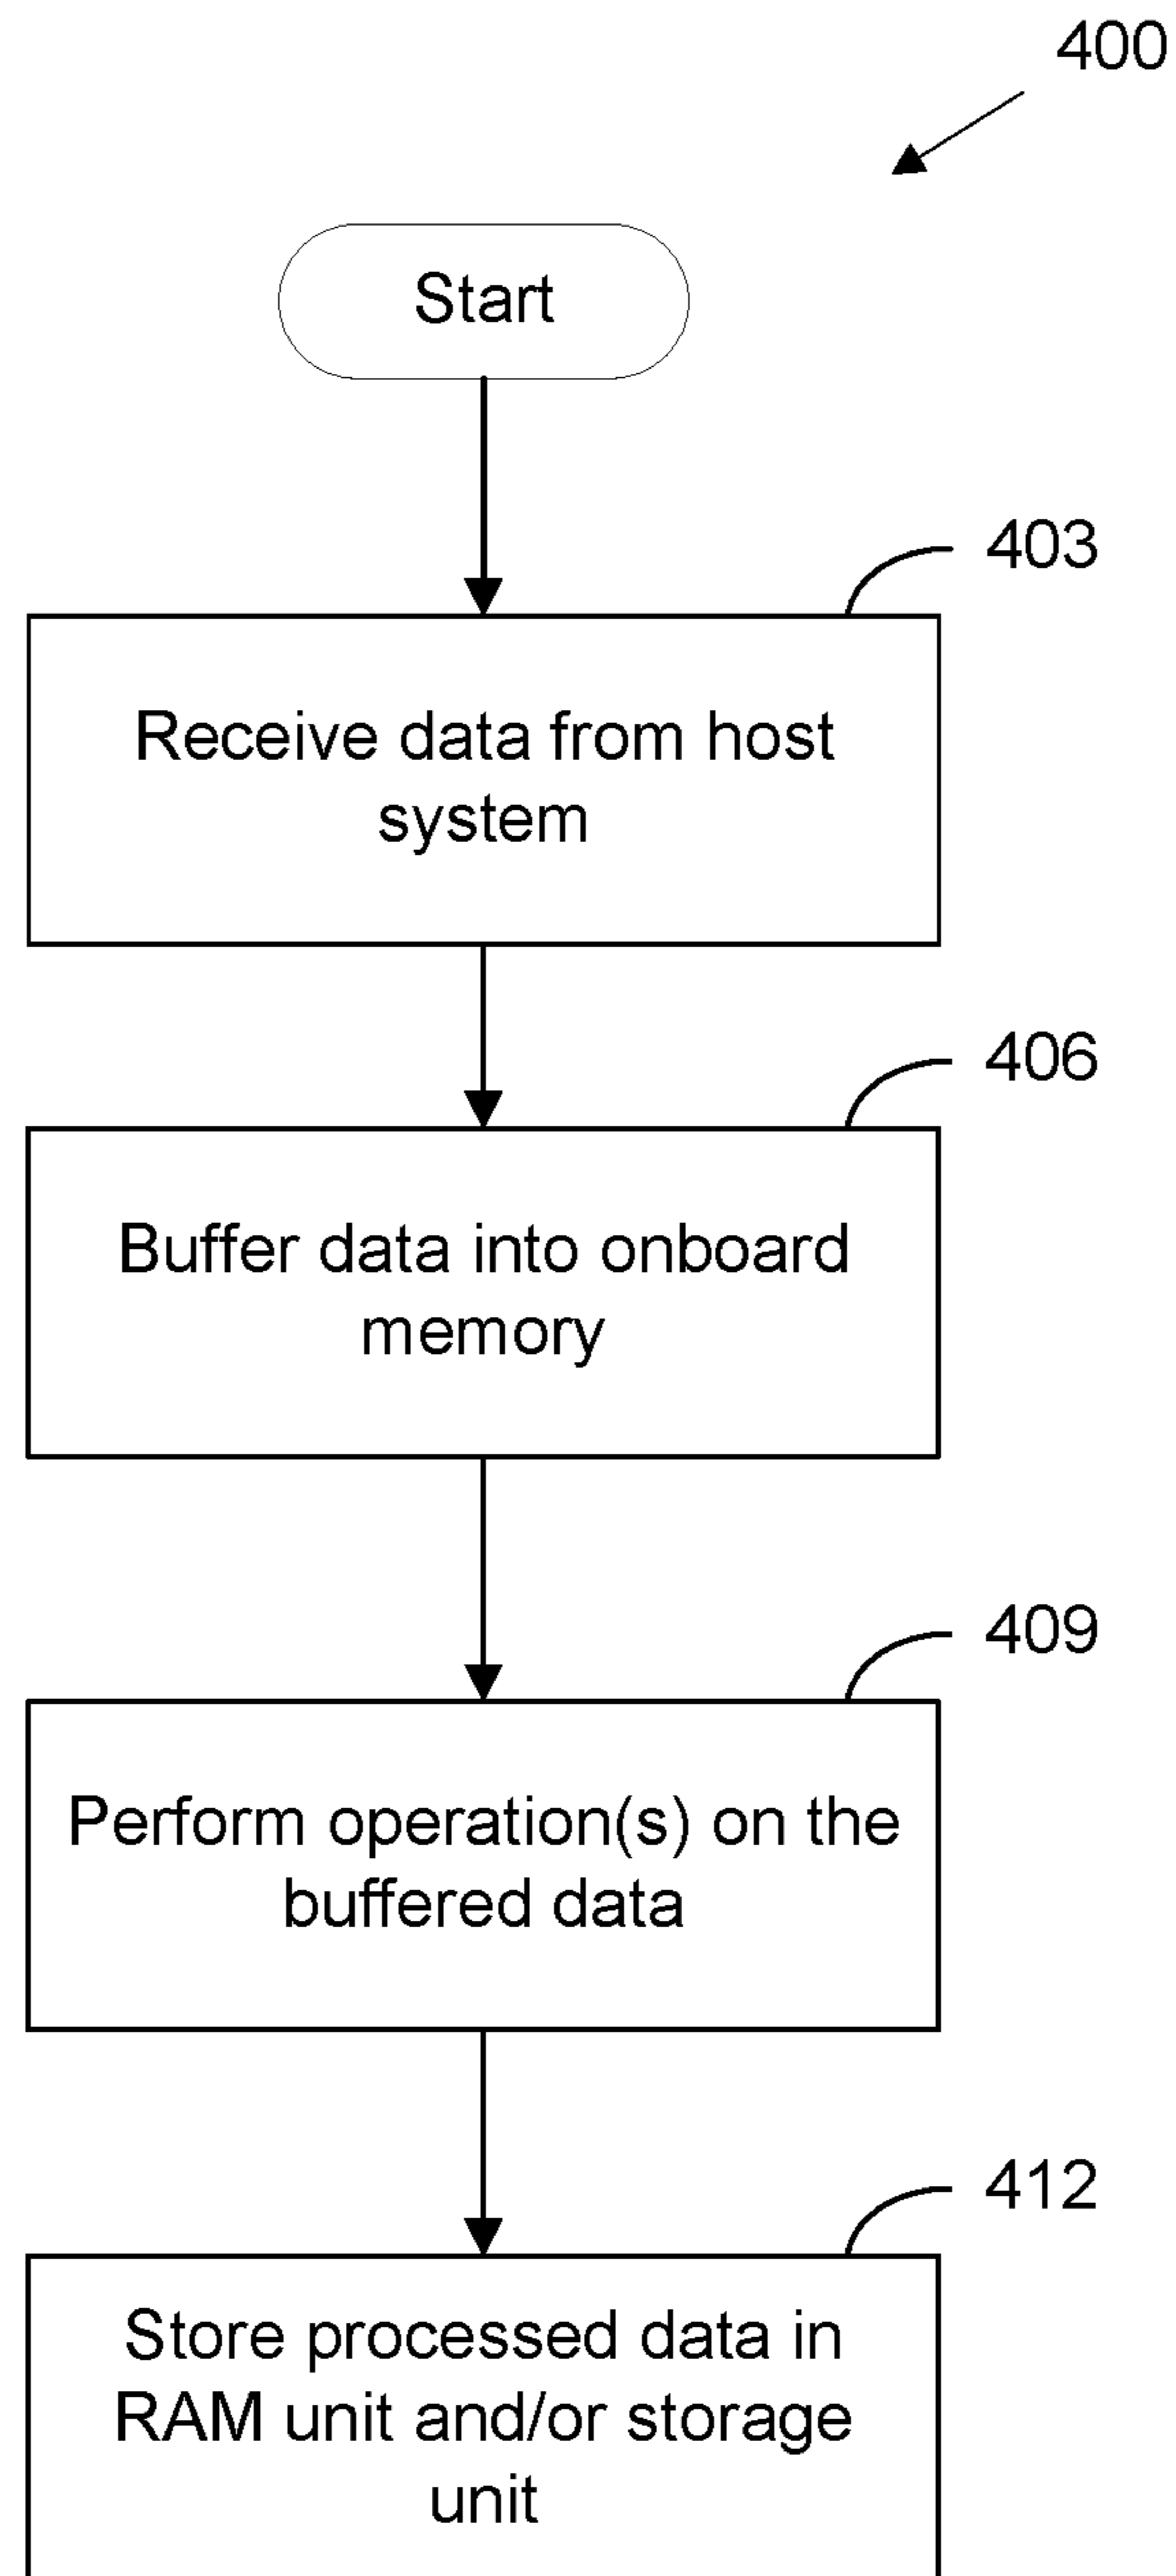 400
Start
403
Receive data from host
system
406
Buffer data into onboard
memory
409
Perform operation(s) on the
buffered data
412
Store processed data in
RAM unit and/or storage
unit